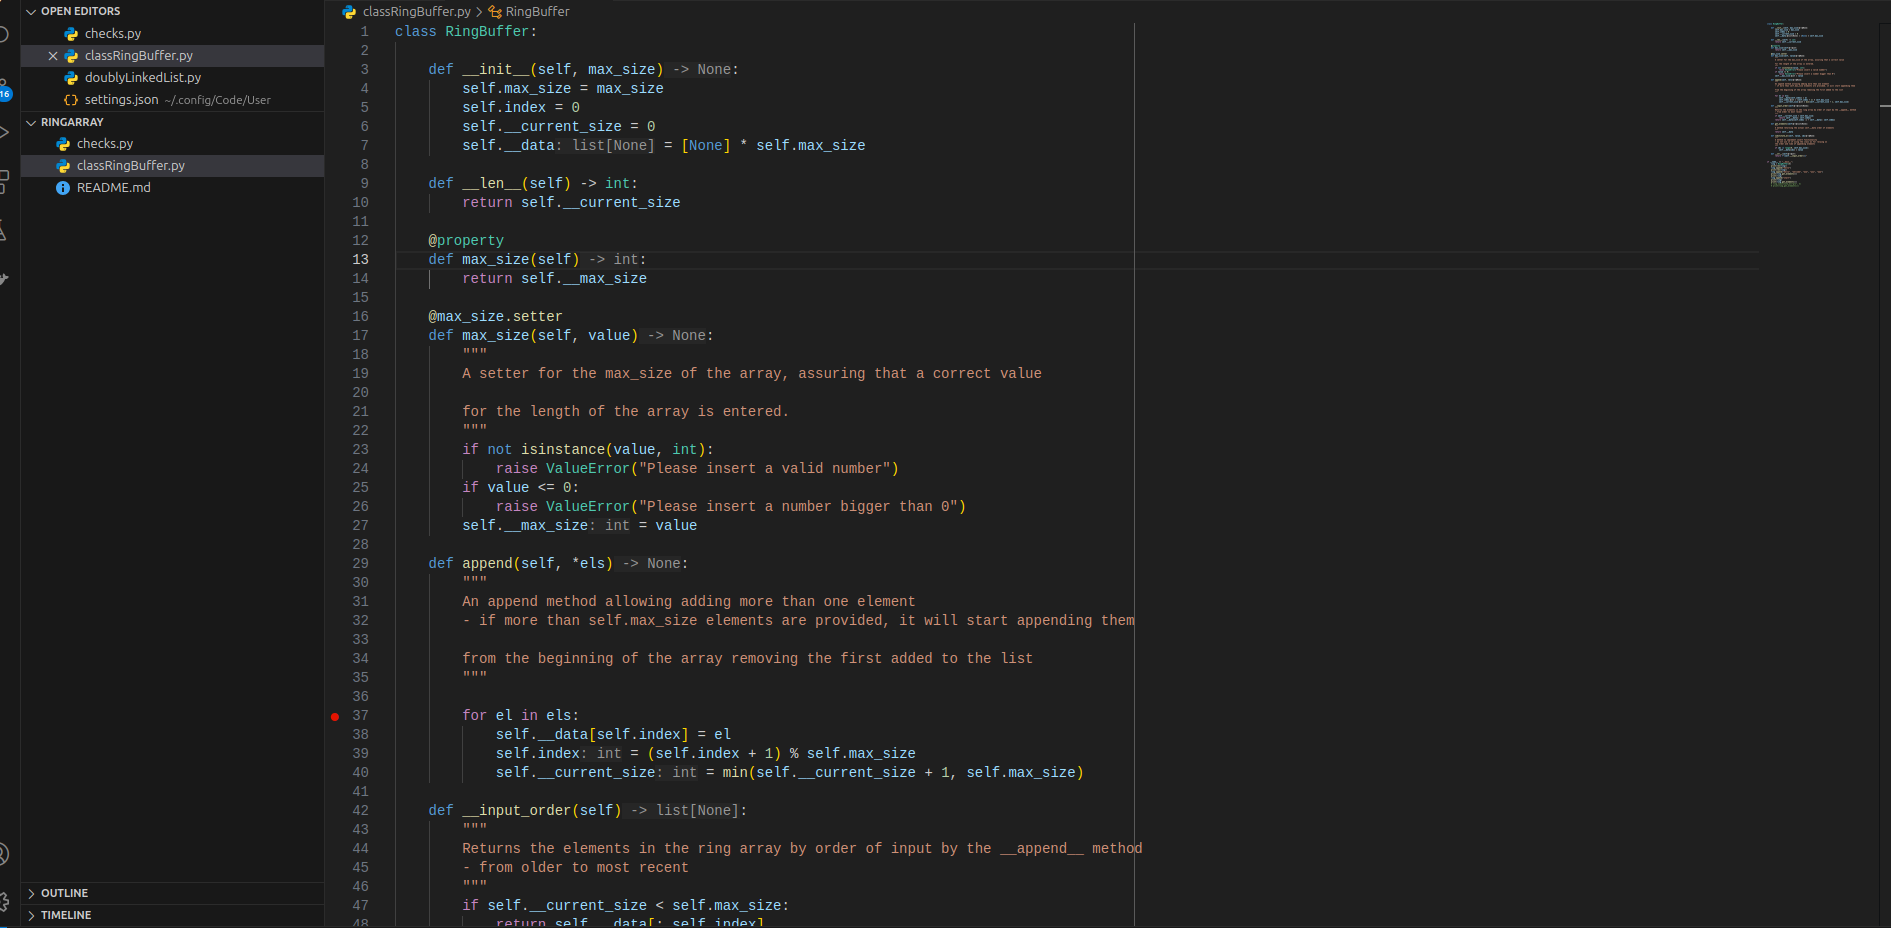 OPEN EDITORS
checks.py
classRingBuffer.py
doublyLinkedList.py
settings.json ~/.config/Code/User
RINGARRAY
checks.py
classRingBuffer.py
README.md
OUTLINE
TIMELINE
16
classRingBuffer.py > RingBuffer
1 class RingBuffer:
2
3 def __init__(self, max_size) -> None:
4 self.max_size = max_size
5 self.index = 0
6 self.__current_size = 0
7 self.__data: list[None] = [None] * self.max_size
8
9 def __len__(self) -> int:
10 return self.__current_size
11
12 @property
13 def max_size(self) -> int:
14 return self.__max_size
15
16 @max_size.setter
17 def max_size(self, value) -> None:
18 """
19 A setter for the max_size of the array, assuring that a correct value
20
21 for the length of the array is entered.
22 """
23 if not isinstance(value, int):
24 raise ValueError("Please insert a valid number")
25 if value <= 0:
26 raise ValueError("Please insert a number bigger than 0")
27 self.__max_size: int = value
28
29 def append(self, *els) -> None:
30 """
31 An append method allowing adding more than one element
32 - if more than self.max_size elements are provided, it will start appending them
33
34 from the beginning of the array removing the first added to the list
35 """
36
37 for el in els:
38 self.__data[self.index] = el
39 self.index: int = (self.index + 1) % self.max_size
40 self.__current_size: int = min(self.__current_size + 1, self.max_size)
41
42 def __input_order(self) -> list[None]:
43 """
44 Returns the elements in the ring array by order of input by the __append__ method
45 - from older to most recent
46 """
47 if self.__current_size < self.max_size:
48 return self.__data[: self.index]